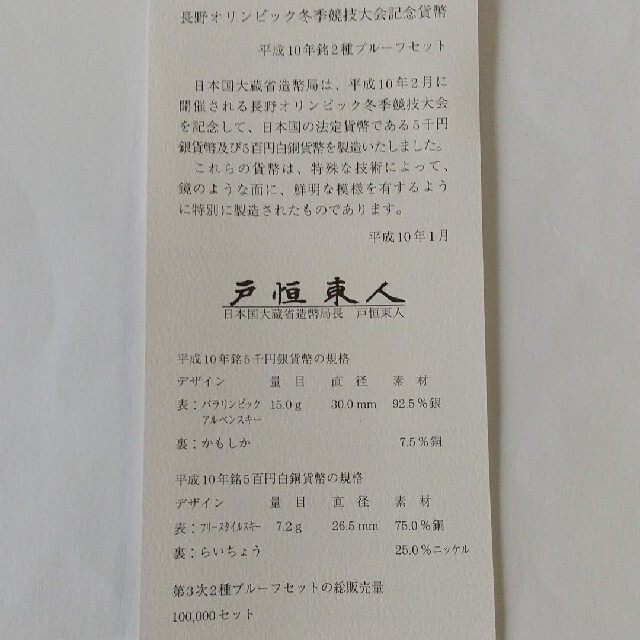 長野オリンピック冬季競技大会記念貨幣
平成10年銘2種プルーフセット
日本国大蔵省造幣局は、平成10年2月に
開催される長野オリンピック冬季競技大会
を記念して、日本国の法定貨幣である5千円
銀貨幣及び5百円白銅貨幣を製造いたしました。
これらの貨幣は、特殊な技術によって、
鏡のような面に、鮮明な模様を有するよう
に特別に製造されたものであります。
平成10年1月
戸恒東人
日本国大蔵省造幣局長 戸恒東人
平成10年銘5千円銀貨幣の規格
デザイン 量目 直径 素材
表：パラリンピック 15.0g 30.0mm 92.5%銀
アルペンスキー
裏：かもしか 7.5%銅
平成10年銘5百円白銅貨幣の規格
デザイン 量目 直径 素材
表：フリースタイルスキー 7.2g 26.5mm 75.0%銅
裏：らいちょう 25.0%ニッケル
第3次2種プルーフセットの総販売量
100,000セット